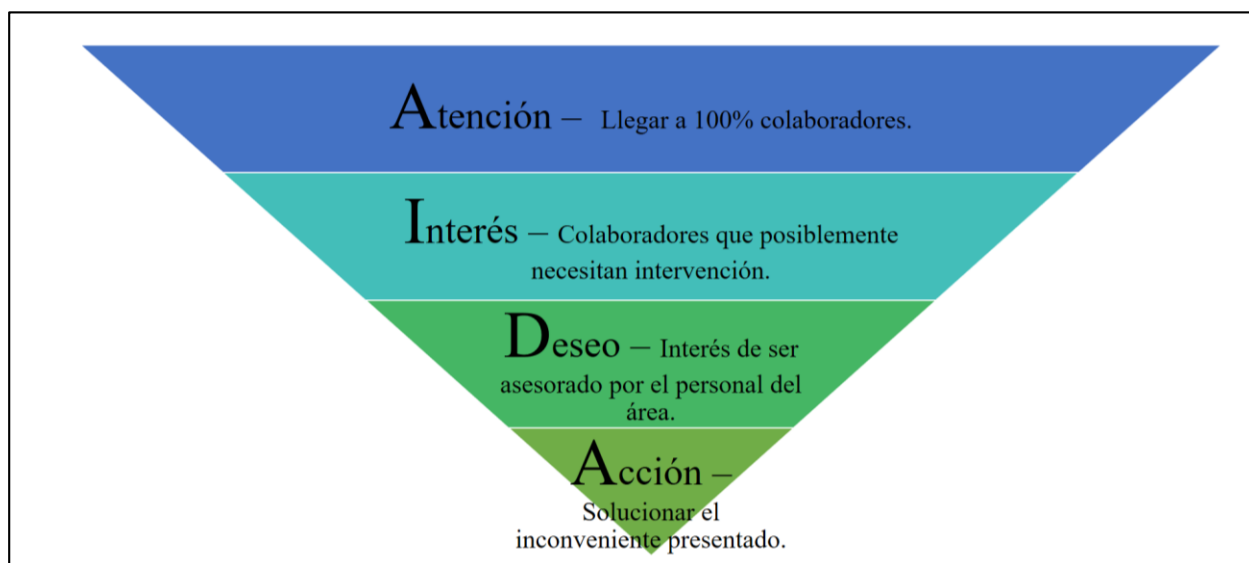 Atención – Llegar a 100% colaboradores.
Interés – Colaboradores que posiblemente
necesitan intervención.
Deseo – Interés de ser
asesorado por el personal del
área.
Acción –
Solucionar el
inconveniente presentado.